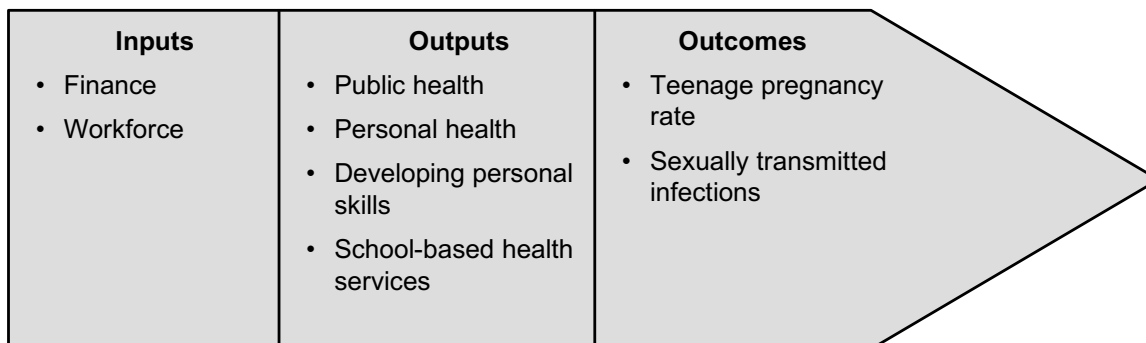 Inputs
• Finance
• Workforce
Outputs
• Public health
• Personal health
• Developing personal
skills
• School-based health
services
Outcomes
• Teenage pregnancy
rate
• Sexually transmitted
infections